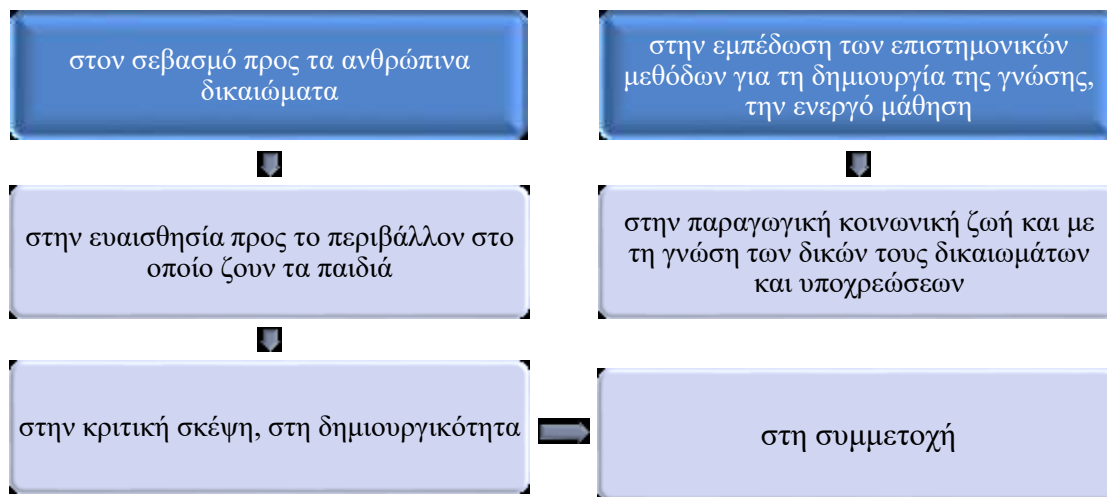 στον σεβασμό προς τα ανθρώπινα
δικαιώματα
στην ευαισθησία προς το περιβάλλον στο
οποίο ζουν τα παιδιά
στην κριτική σκέψη, στη δημιουργικότητα
στην εμπέδωση των επιστημονικών
μεθόδων για τη δημιουργία της γνώσης,
την ενεργό μάθηση
στην παραγωγική κοινωνική ζωή και με
τη γνώση των δικών τους δικαιωμάτων
και υποχρεώσεων
στη συμμετοχή